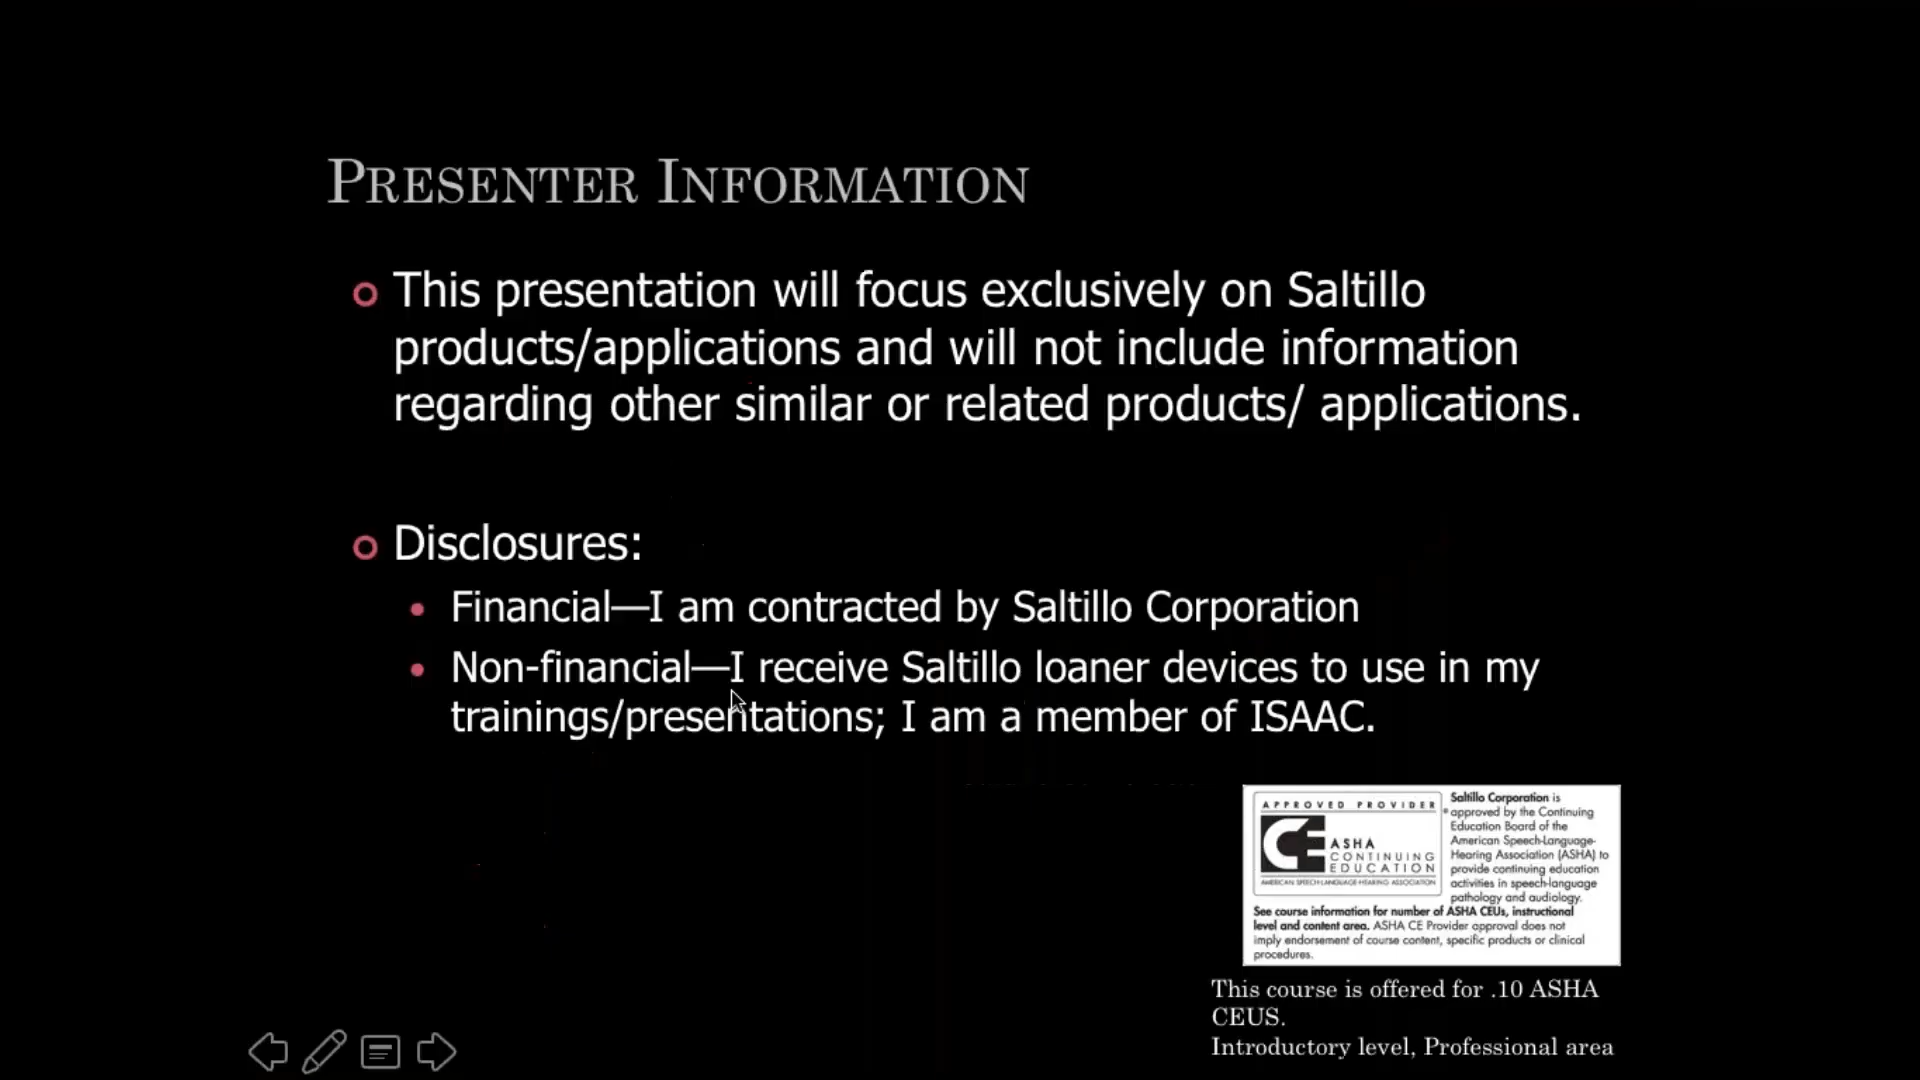 PRESENTER INFORMATION
This presentation will focus exclusively on Saltillo
products/applications and will not include information
regarding other similar or related products/ applications.
Disclosures:
Financial—I am contracted by Saltillo Corporation
Non-financial—I receive Saltillo loaner devices to use in my
trainings/presentations; I am a member of ISAAC.
APPROVED PROVIDER
CE ASHA
CONTINUING
EDUCATION
AMERICAN SPEECH-LANGUAGE-HEARING ASSOCIATION
Saltillo Corporation is
approved by the Continuing
Education Board of the
American Speech-Language-
Hearing Association (ASHA) to
provide continuing education
activities in speech-language
pathology and audiology.
See course information for number of ASHA CEUs, instructional
level and content area. ASHA CE Provider approval does not
imply endorsement of course content, specific products or clinical
procedures.
This course is offered for .10 ASHA
CEUS.
Introductory level, Professional area